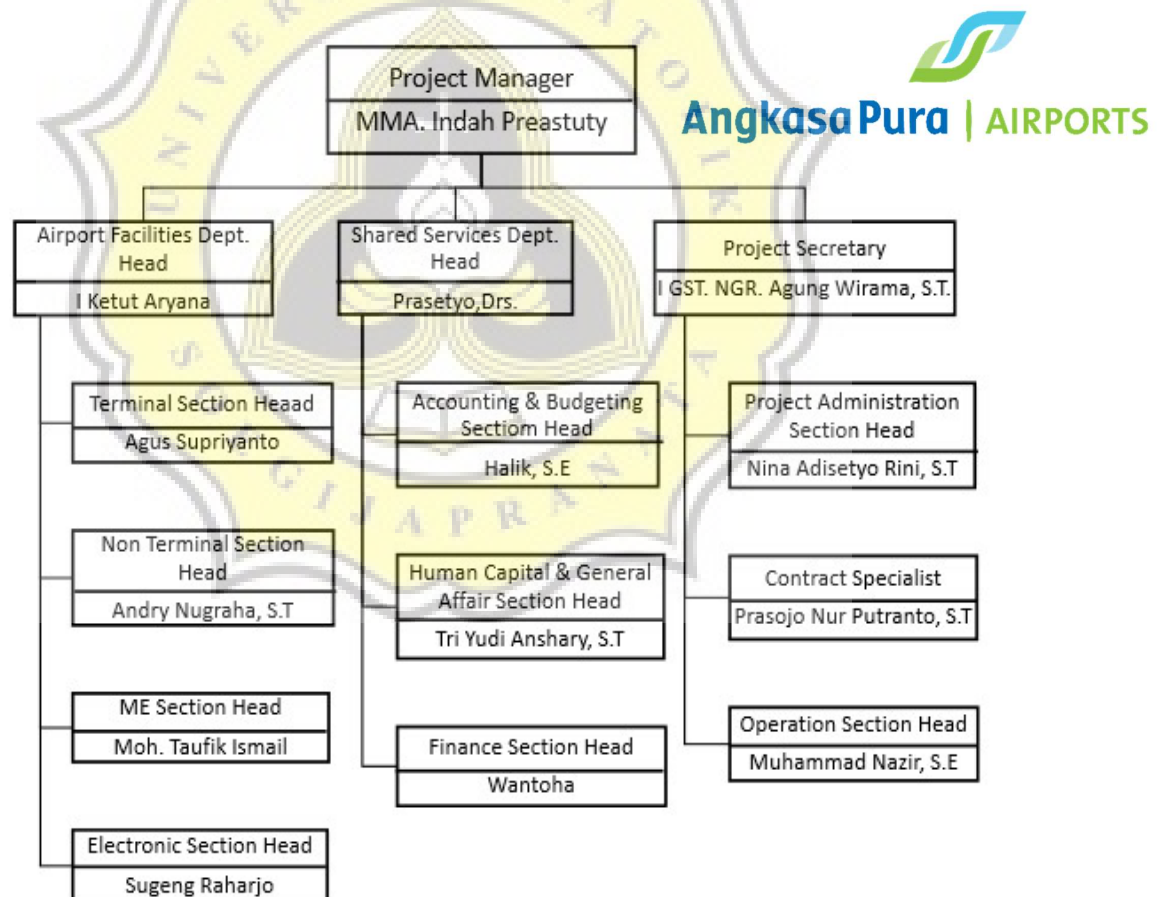 Project Manager
MMA. Indah Preastuty
AngkasaPura | AIRPORTS
Airport Facilities Dept.
Head
I Ketut Aryana
Shared Services Dept.
Head
Prasetyo,Drs.
Project Secretary
I GST. NGR. Agung Wirama, S.T.
Terminal Section Heaad
Agus Supriyanto
Non Terminal Section
Head
Andry Nugraha, S.T
ME Section Head
Moh. Taufik Ismail
Electronic Section Head
Sugeng Raharjo
Accounting & Budgeting
Sectiom Head
Halik, S.E
Human Capital & General
Affair Section Head
Tri Yudi Anshary, S.T
Finance Section Head
Wantoha
Project Administration
Section Head
Nina Adisetyo Rini, S.T
Contract Specialist
Prasojo Nur Putranto, S.T
Operation Section Head
Muhammad Nazir, S.E
SOEGIJAPRANATA